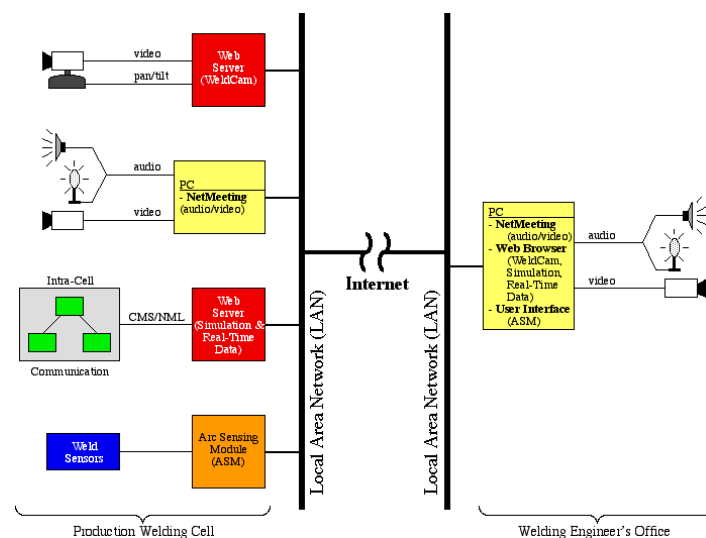 video
pan/tilt
Web
Server
(WeldCam)
audio
video
PC
- NetMeeting
(audio/video)
Intra-Cell
Communication
CMS/NML
Web
Server
(Simulation &
Real-Time
Data)
Weld
Sensors
Arc Sensing
Module
(ASM)
Production Welding Cell
Local Area Network (LAN)
Internet
Local Area Network (LAN)
PC
- NetMeeting
(audio/video)
- Web Browser
(WeldCam,
Simulation,
Real-Time
Data)
- User Interface
(ASM)
audio
video
Welding Engineer's Office